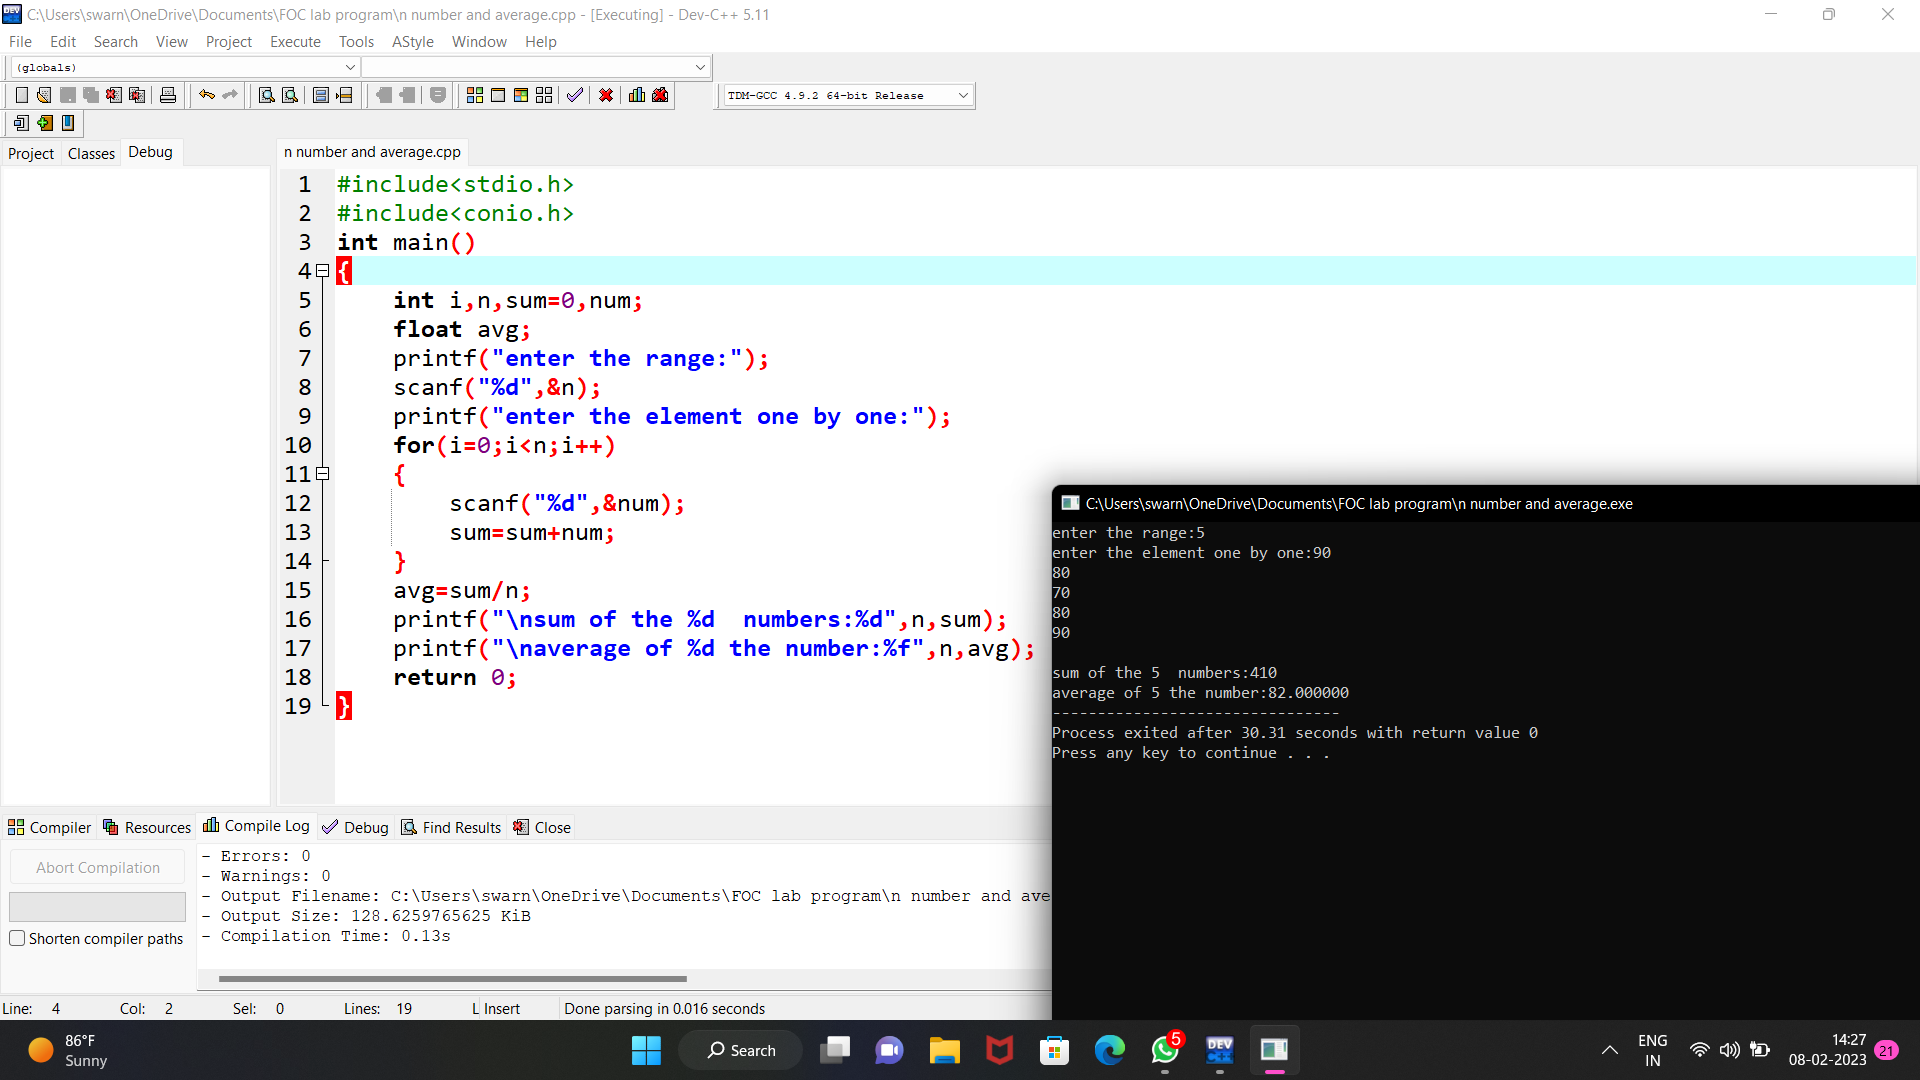 C:\Users\swarn\OneDrive\Documents\FOC lab program\n number and average.cpp - [Executing] - Dev-C++ 5.11
File Edit Search View Project Execute Tools AStyle Window Help
(globals)
TDM-GCC 4.9.2 64-bit Release
Project Classes Debug
n number and average.cpp
1 #include<stdio.h>
2 #include<conio.h>
3 int main()
4 {
5 int i,n,sum=0,num;
6 float avg;
7 printf("enter the range:");
8 scanf("%d",&n);
9 printf("enter the element one by one:");
10 for(i=0;i<n;i++)
11 {
12 scanf("%d",&num);
13 sum=sum+num;
14 }
15 avg=sum/n;
16 printf("\nsum of the %d  numbers:%d",n,sum);
17 printf("\naverage of %d the number:%f",n,avg);
18 return 0;
19 }
C:\Users\swarn\OneDrive\Documents\FOC lab program\n number and average.exe
enter the range:5
enter the element one by one:90
80
70
80
90
sum of the 5  numbers:410
average of 5 the number:82.000000
--------------------------------
Process exited after 30.31 seconds with return value 0
Press any key to continue . . .
Compiler Resources Compile Log Debug Find Results Close
Abort Compilation
Shorten compiler paths
- Errors: 0
- Warnings: 0
- Output Filename: C:\Users\swarn\OneDrive\Documents\FOC lab program\n number and ave
- Output Size: 128.6259765625 KiB
- Compilation Time: 0.13s
Line: 4 Col: 2 Sel: 0 Lines: 19 L Insert Done parsing in 0.016 seconds
86°F
Sunny
Search
5
DEV
C++
ENG
IN
14:27
08-02-2023
21